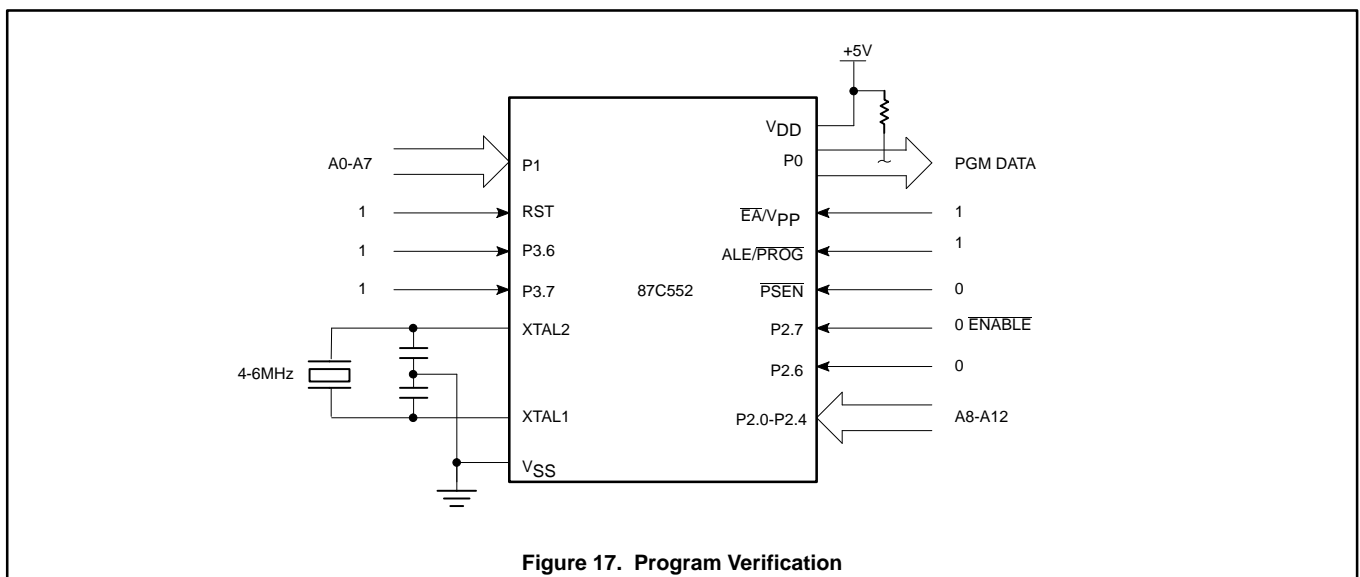 +5V
VDD
A0-A7
P1
P0
PGM DATA
1
RST
EA/VPP
1
1
P3.6
ALE/PROG
1
1
P3.7
87C552
PSEN
0
XTAL2
P2.7
0 ENABLE
4-6MHz
P2.6
0
XTAL1
P2.0-P2.4
A8-A12
VSS
Figure 17. Program Verification